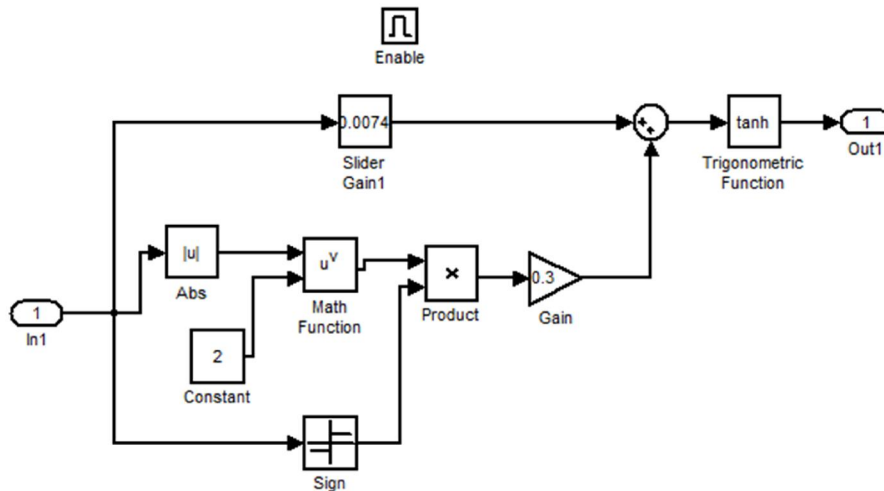 Enable
0.0074
Slider
Gain1
tanh
Trigonometric
Function
1
Out1
|u|
Abs
u^v
Math
Function
×
Product
0.3
Gain
1
In1
2
Constant
Sign